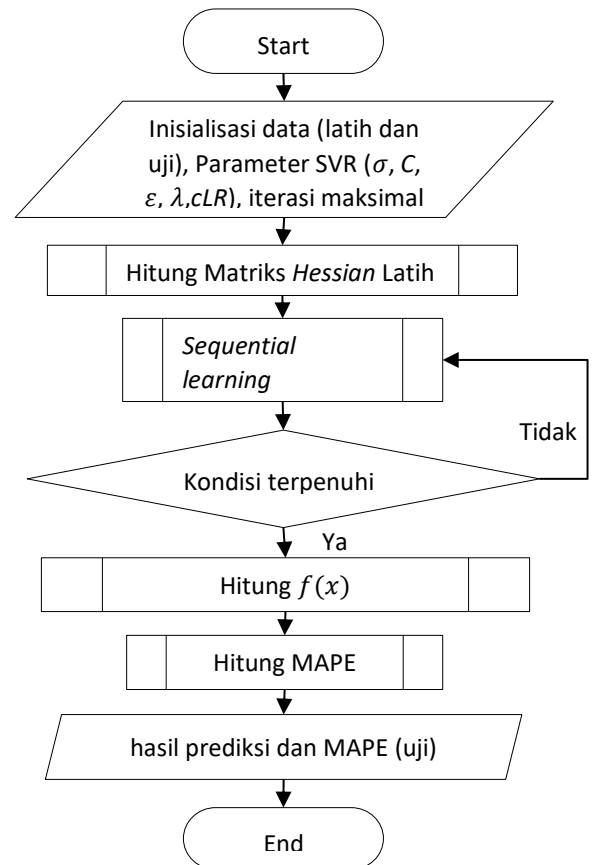 Start
Inisialisasi data (latih dan
uji), Parameter SVR (𝜎, C,
𝜀, 𝜆,cLR), iterasi maksimal
Hitung Matriks Hessian Latih
Sequential
learning
Tidak
Kondisi terpenuhi
Ya
Hitung 𝑓(𝑥)
Hitung MAPE
hasil prediksi dan MAPE (uji)
End